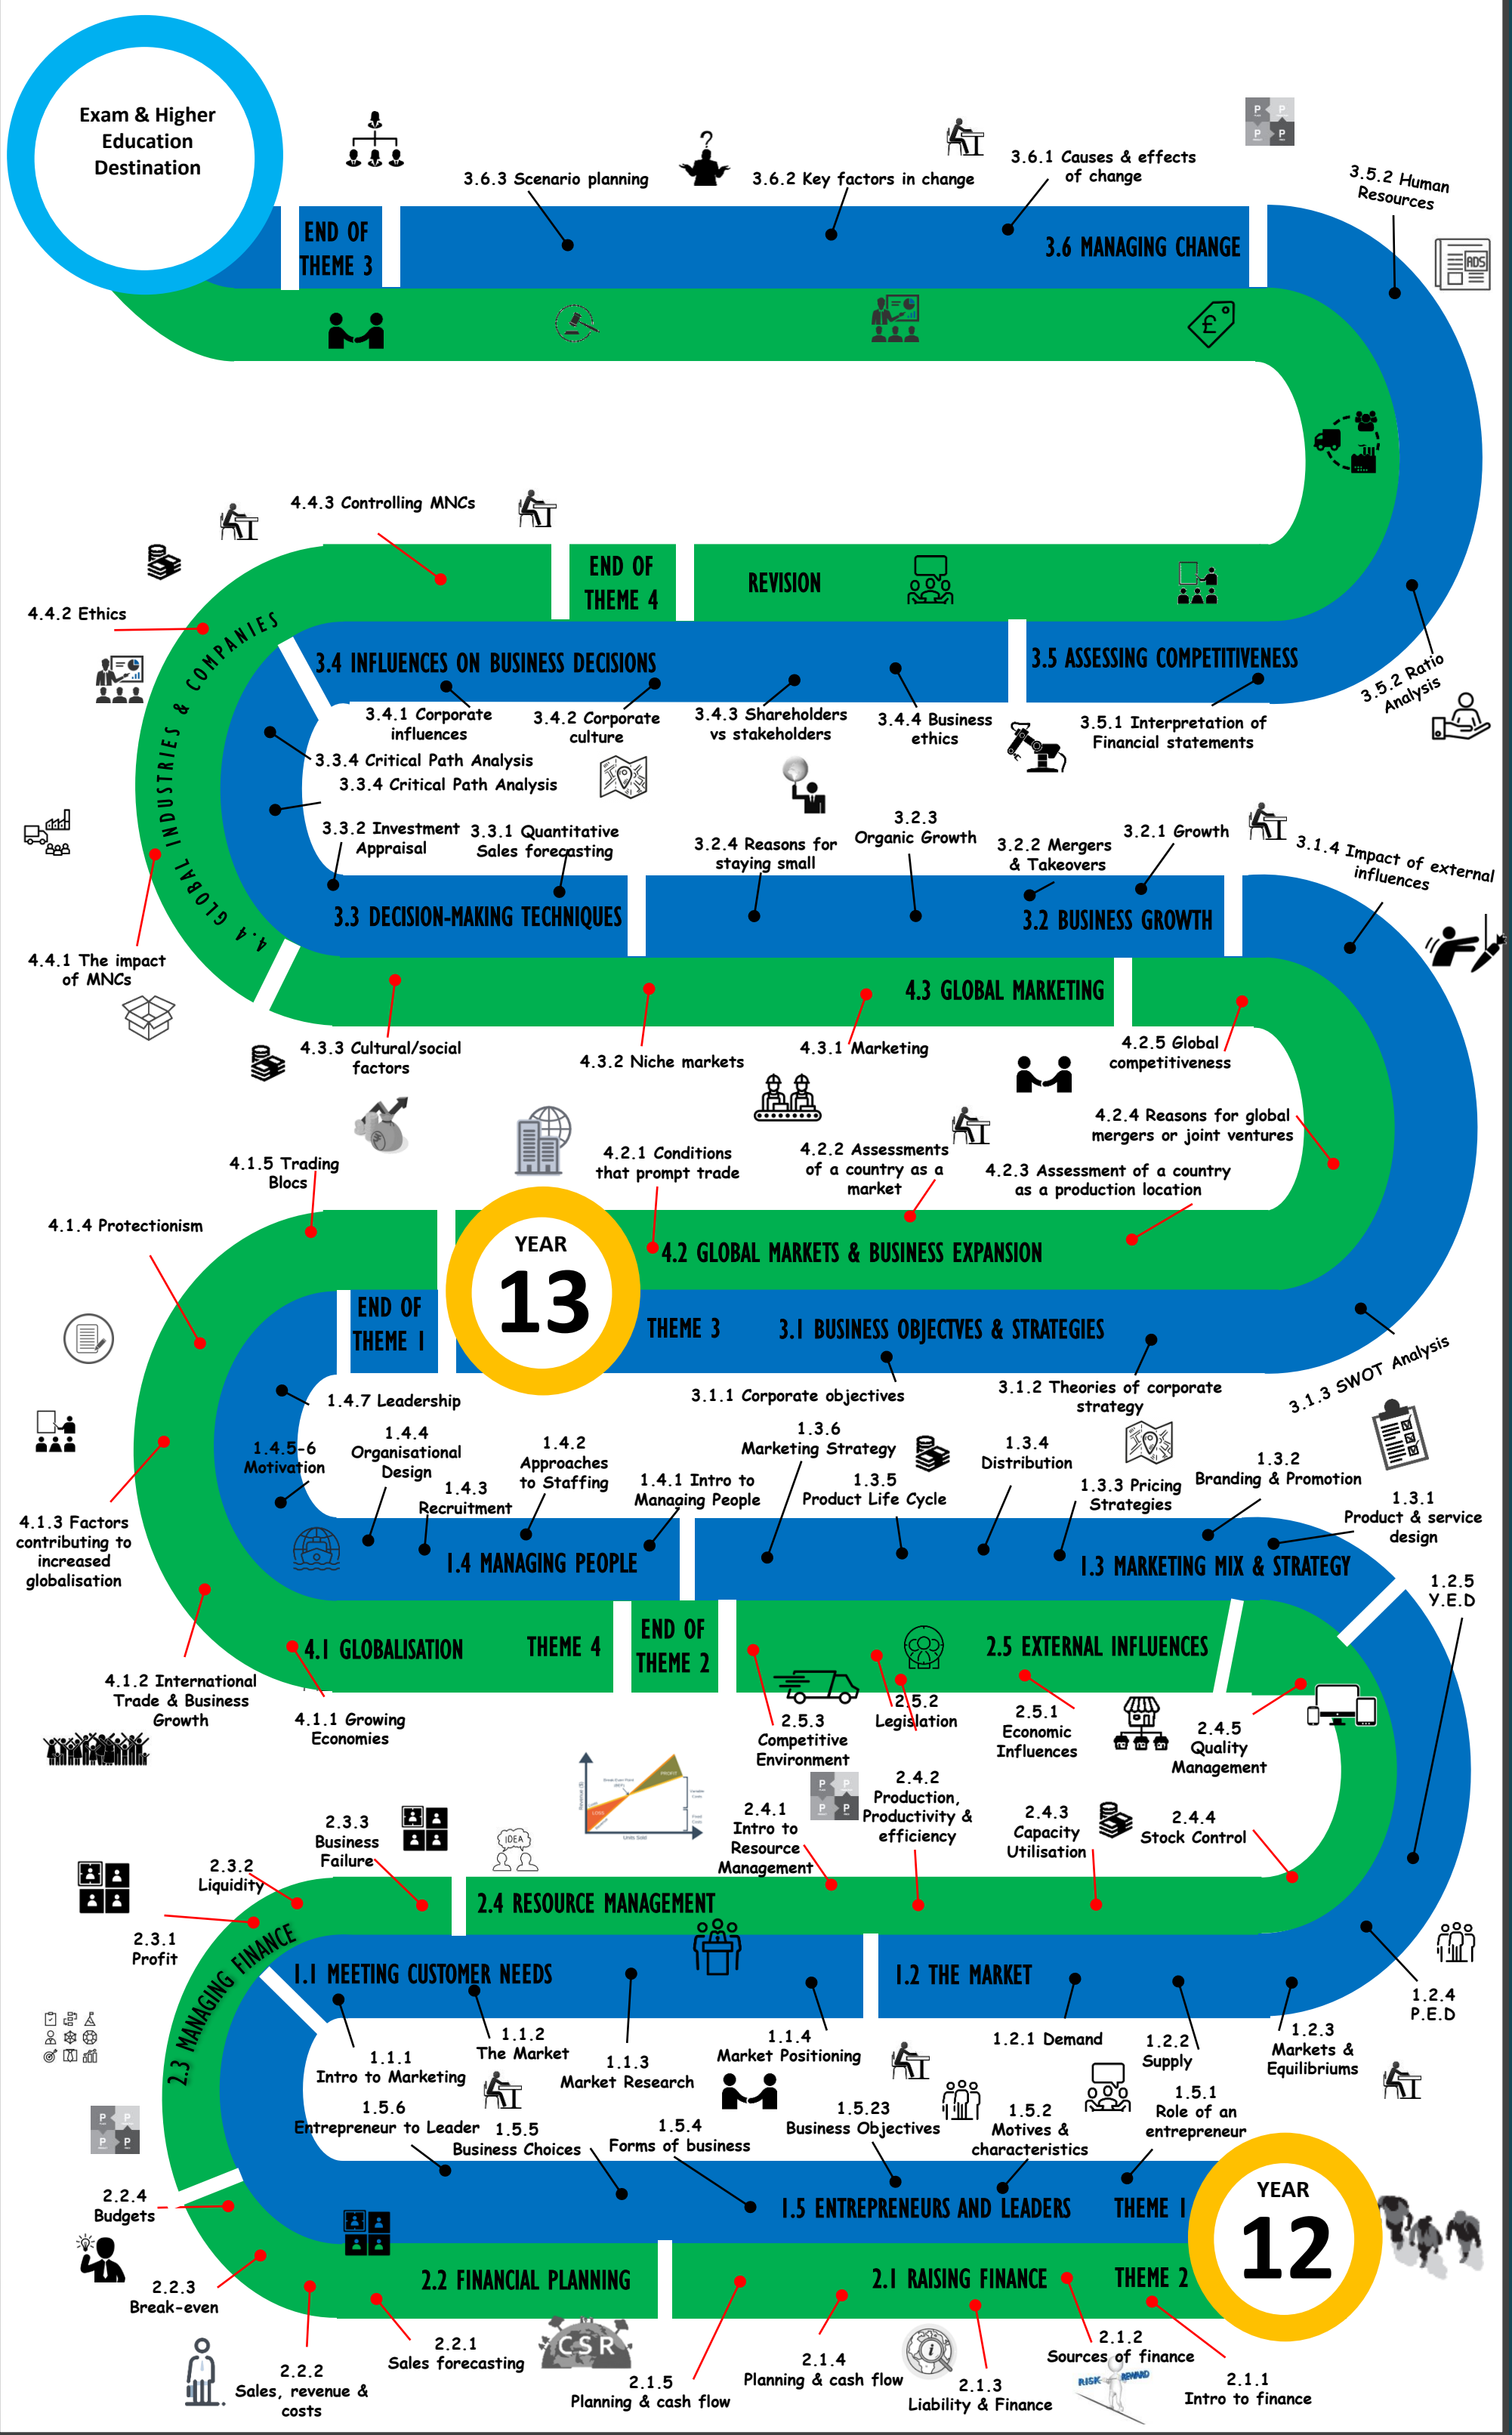 Exam & Higher
Education
Destination
3.6.3 Scenario planning
?
3.6.2 Key factors in change
3.6.1 Causes & effects
of change
P P
P P
3.5.2 Human
Resources
END OF
THEME 3
3.6 MANAGING CHANGE
ADS
£
4.4.3 Controlling MNCs
END OF
THEME 4
REVISION
4.4.2 Ethics
4.4 GLOBAL INDUSTRIES & COMPANIES
3.4 INFLUENCES ON BUSINESS DECISIONS
3.5 ASSESSING COMPETITIVENESS
3.5.2 Ratio
Analysis
3.4.1 Corporate
influences
3.4.2 Corporate
culture
3.4.3 Shareholders
vs stakeholders
3.4.4 Business
ethics
3.5.1 Interpretation of
Financial statements
3.3.4 Critical Path Analysis
3.3.4 Critical Path Analysis
3.3.2 Investment
Appraisal
3.3.1 Quantitative
Sales forecasting
3.2.4 Reasons for
staying small
3.2.3
Organic Growth
3.2.2 Mergers
& Takeovers
3.2.1 Growth
3.1.4 Impact of external
influences
3.3 DECISION-MAKING TECHNIQUES
3.2 BUSINESS GROWTH
4.4.1 The impact
of MNCs
4.3 GLOBAL MARKETING
4.3.3 Cultural/social
factors
4.3.2 Niche markets
4.3.1 Marketing
4.2.5 Global
competitiveness
4.2.4 Reasons for global
mergers or joint ventures
4.1.5 Trading
Blocs
4.2.1 Conditions
that prompt trade
4.2.2 Assessments
of a country as a
market
4.2.3 Assessment of a country
as a production location
4.1.4 Protectionism
YEAR
13
4.2 GLOBAL MARKETS & BUSINESS EXPANSION
END OF
THEME 1
THEME 3
3.1 BUSINESS OBJECTVES & STRATEGIES
3.1.1 Corporate objectives
3.1.2 Theories of corporate
strategy
3.1.3 SWOT Analysis
1.4.7 Leadership
1.4.5-6
Motivation
1.4.4
Organisational
Design
1.4.3
Recruitment
1.4.2
Approaches
to Staffing
1.4.1 Intro to
Managing People
1.3.6
Marketing Strategy
1.3.5
Product Life Cycle
1.3.4
Distribution
1.3.3 Pricing
Strategies
1.3.2
Branding & Promotion
1.3.1
Product & service
design
4.1.3 Factors
contributing to
increased
globalisation
1.4 MANAGING PEOPLE
1.3 MARKETING MIX & STRATEGY
1.2.5
Y.E.D
4.1 GLOBALISATION
THEME 4
END OF
THEME 2
2.5 EXTERNAL INFLUENCES
4.1.2 International
Trade & Business
Growth
4.1.1 Growing
Economies
2.5.3
Competitive
Environment
2.5.2
Legislation
2.5.1
Economic
Influences
2.4.5
Quality
Management
PROFIT
LOSS
Units Sold
P P
P P
2.4.1
Intro to
Resource
Management
2.4.2
Production,
Productivity &
efficiency
2.4.3
Capacity
Utilisation
2.4.4
Stock Control
2.3.3
Business
Failure
IDEA
2.3.2
Liquidity
2.3.1
Profit
2.4 RESOURCE MANAGEMENT
2.3 MANAGING FINANCE
1.1 MEETING CUSTOMER NEEDS
1.2 THE MARKET
1.2.4
P.E.D
1.1.1
Intro to Marketing
1.1.2
The Market
1.1.3
Market Research
1.1.4
Market Positioning
1.2.1 Demand
1.2.2
Supply
1.2.3
Markets &
Equilibriums
1.5.6
Entrepreneur to Leader
1.5.5
Business Choices
1.5.4
Forms of business
1.5.23
Business Objectives
1.5.2
Motives &
characteristics
1.5.1
Role of an
entrepreneur
P P
P P
2.2.4
Budgets
1.5 ENTREPRENEURS AND LEADERS
THEME 1
YEAR
12
2.2 FINANCIAL PLANNING
2.1 RAISING FINANCE
THEME 2
2.2.3
Break-even
2.2.2
Sales, revenue &
costs
2.2.1
Sales forecasting
CSR
2.1.5
Planning & cash flow
2.1.4
Planning & cash flow
2.1.3
Liability & Finance
2.1.2
Sources of finance
RISK REWARD
2.1.1
Intro to finance